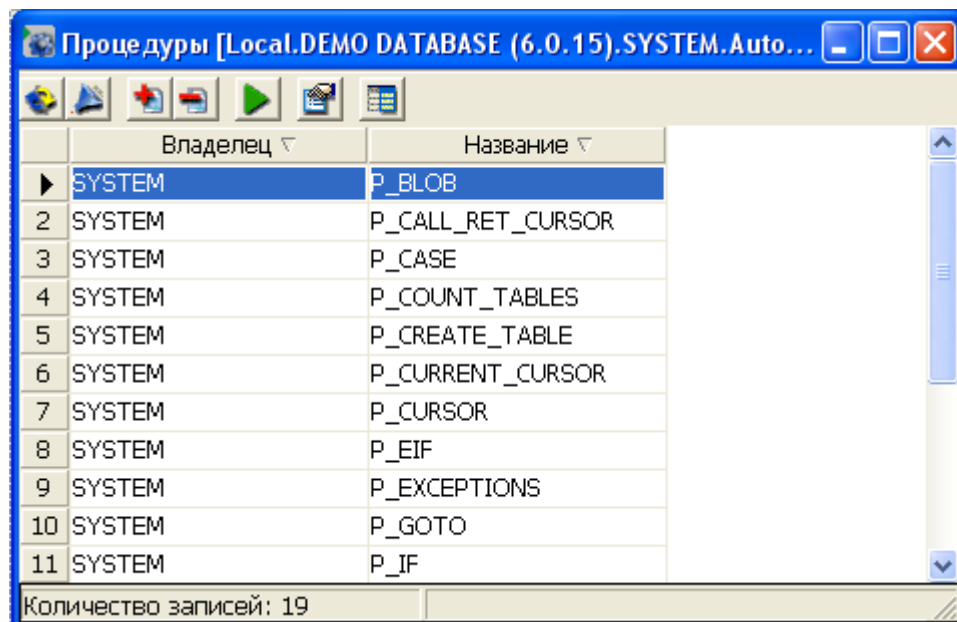 Процедуры [Local.DEMO DATABASE (6.0.15).SYSTEM.Auto...
Владелец Название
SYSTEM P_BLOB
2 SYSTEM P_CALL_RET_CURSOR
3 SYSTEM P_CASE
4 SYSTEM P_COUNT_TABLES
5 SYSTEM P_CREATE_TABLE
6 SYSTEM P_CURRENT_CURSOR
7 SYSTEM P_CURSOR
8 SYSTEM P_EIF
9 SYSTEM P_EXCEPTIONS
10 SYSTEM P_GOTO
11 SYSTEM P_IF
Количество записей: 19